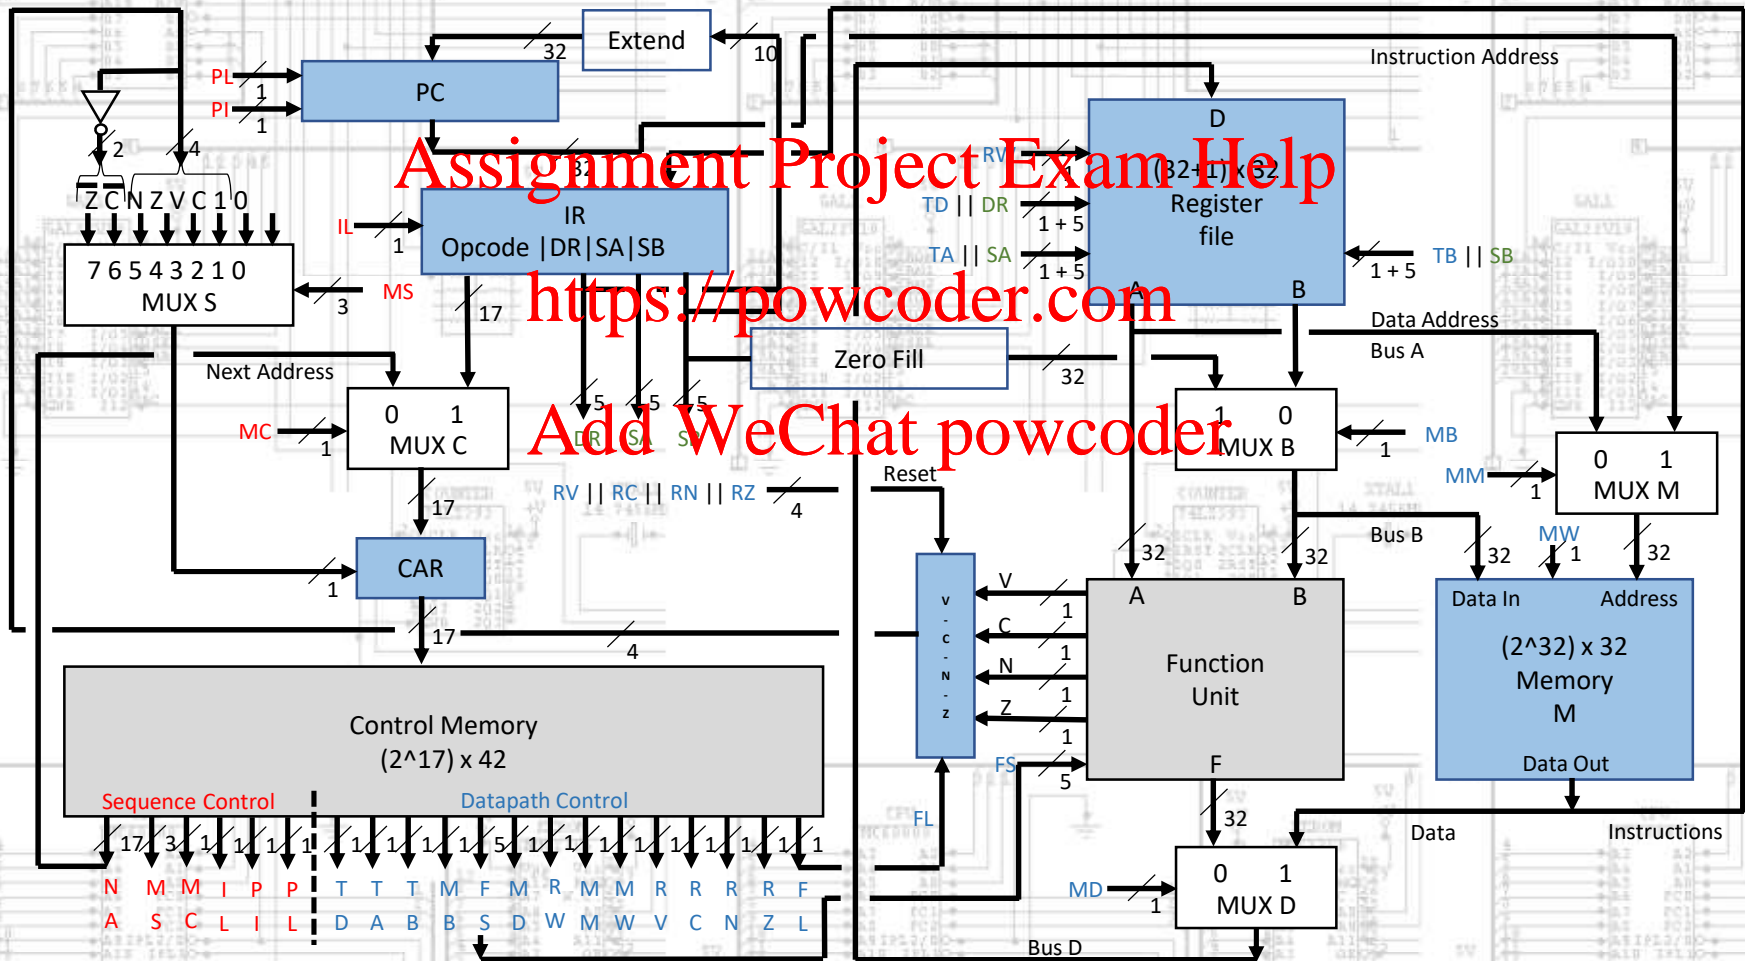 Extend
32
10
Instruction Address
PL
1
PI
1
PC
D
2
4
32
RW
1
(32+1) x 32
Register
file
Assignment Project Exam Help
Z C N Z V C 1 0
IR
Opcode |DR|SA|SB
IL
1
TD || DR
1 + 5
TA || SA
1 + 5
TB || SB
1 + 5
7 6 5 4 3 2 1 0
MUX S
MS
3
17
A
B
https://powcoder.com
Data Address
Bus A
Zero Fill
32
Next Address
0 1
MUX C
MC
1
5
5
5
DR
SA
SB
Add WeChat powcoder
1 0
MUX B
MB
1
0 1
MUX M
MM
1
Reset
RV || RC || RN || RZ
4
17
CAR
1
32
32
Bus B
32
MW
1
32
17
4
V
1
C
1
N
1
Z
1
V
-
C
-
N
-
Z
A
B
Function
Unit
F
Data In
Address
(2^32) x 32
Memory
M
Data Out
Control Memory
(2^17) x 42
FS
5
FL
Sequence Control
Datapath Control
17 3 1 1 1 1 1 1 1 1 5 1 1 1 1 1 1 1 1 1
32
Data
Instructions
N M M I P P T T T M F M R M M R R R R F
A S C L I L D A B B S D W M W V C N Z L
MD
1
0 1
MUX D
Bus D